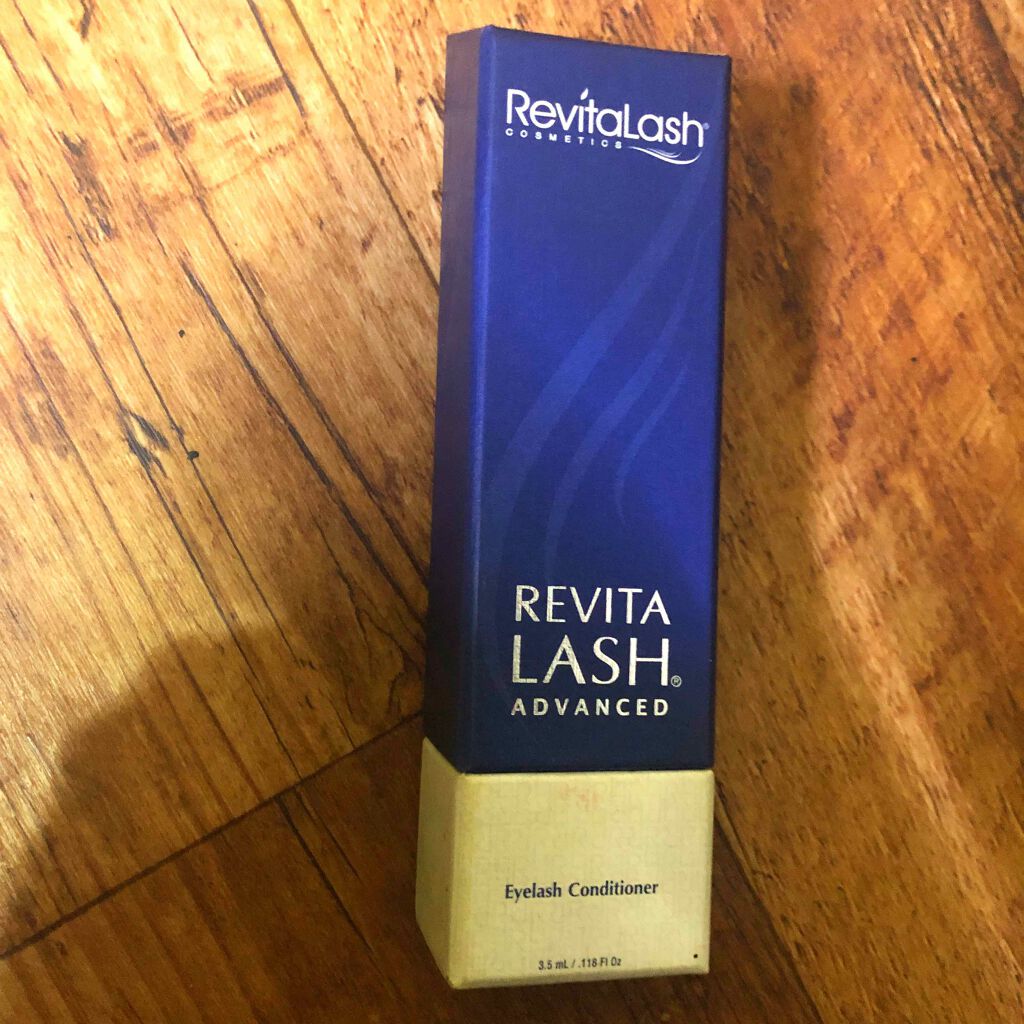 RevitaLash®
COSMETICS
REVITA
LASH®
ADVANCED
Eyelash Conditioner
3.5 mL / .118 Fl Oz